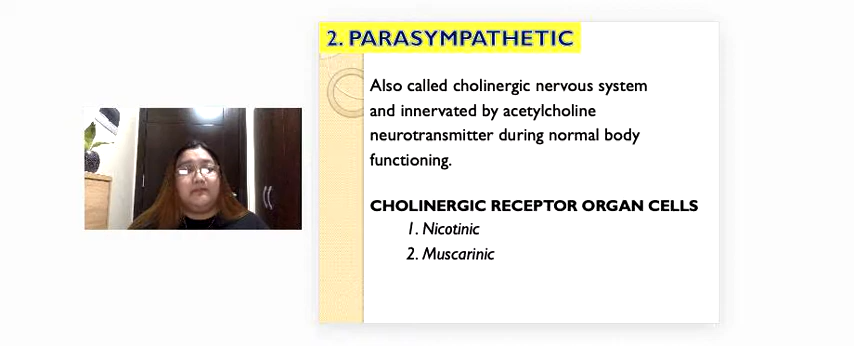 2. PARASYMPATHETIC
Also called cholinergic nervous system
and innervated by acetylcholine
neurotransmitter during normal body
functioning.
CHOLINERGIC RECEPTOR ORGAN CELLS
1. Nicotinic
2. Muscarinic